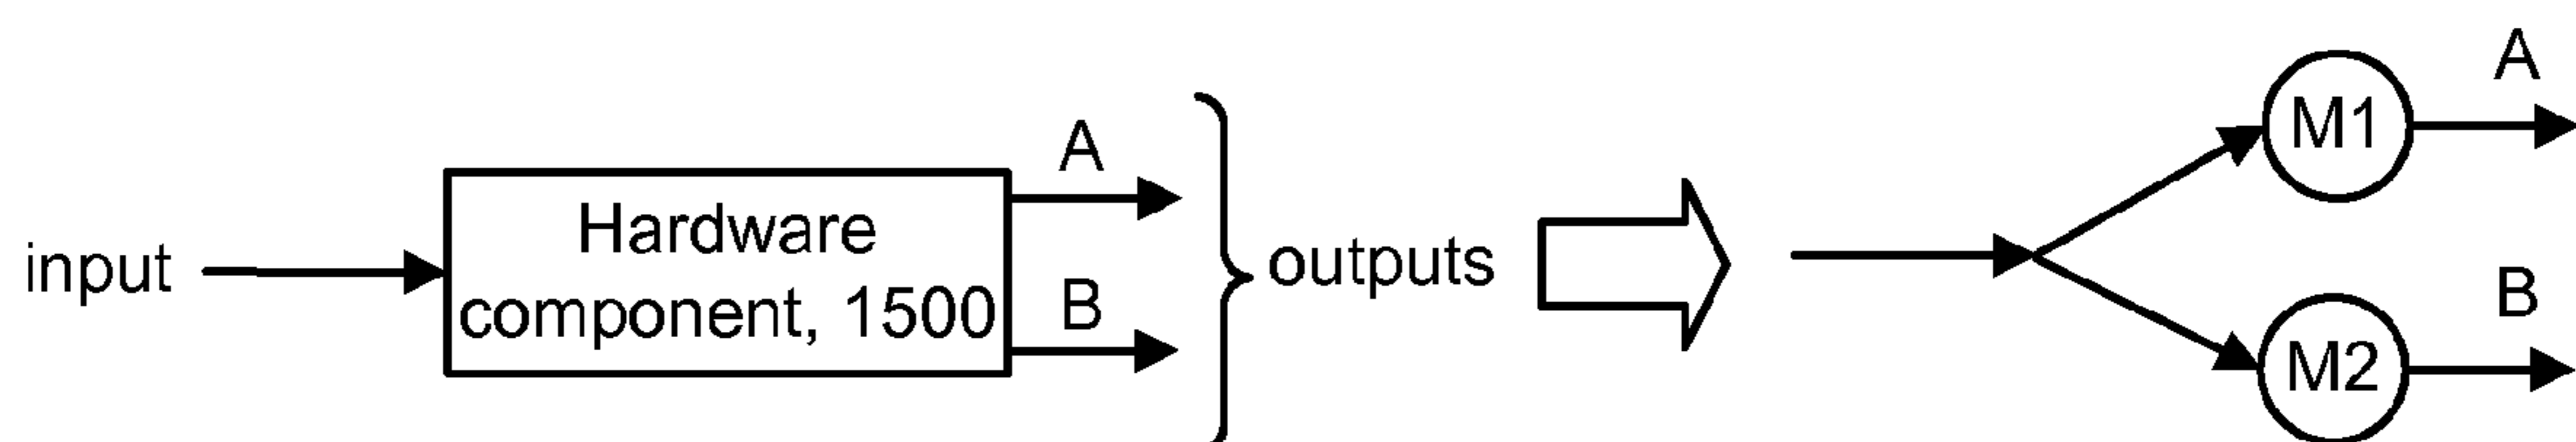 input
Hardware
component, 1500
A
B
outputs
M1
A
M2
B